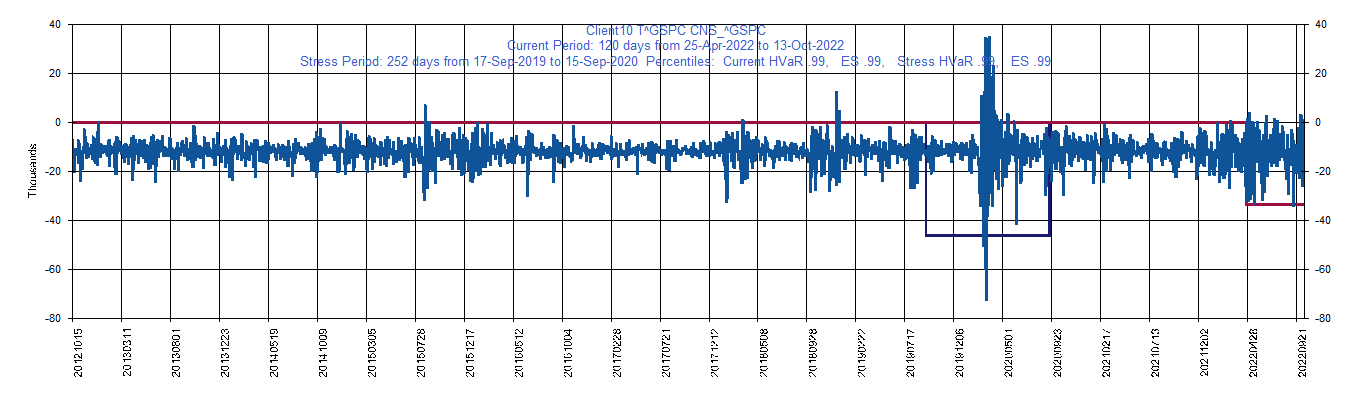 Client10 T^GSPC CNS_^GSPC
Current Period: 120 days from 25-Apr-2022 to 13-Oct-2022
Stress Period: 252 days from 17-Sep-2019 to 15-Sep-2020 Percentiles: Current HVaR .99, ES .99, Stress HVaR .99, ES .99
40 40
20 20
0 0
-20 -20
-40 -40
-60 -60
-80 -80
Thousands
20121015 20130311 20130801 20131223 20140519 20141009 20150305 20150728 20151217 20160512 20161004 20170228 20170721 20171212 20180508 20180928 20190222 20190717 20191206 20200501 20200923 20210217 20210713 20211202 20220428 20220921